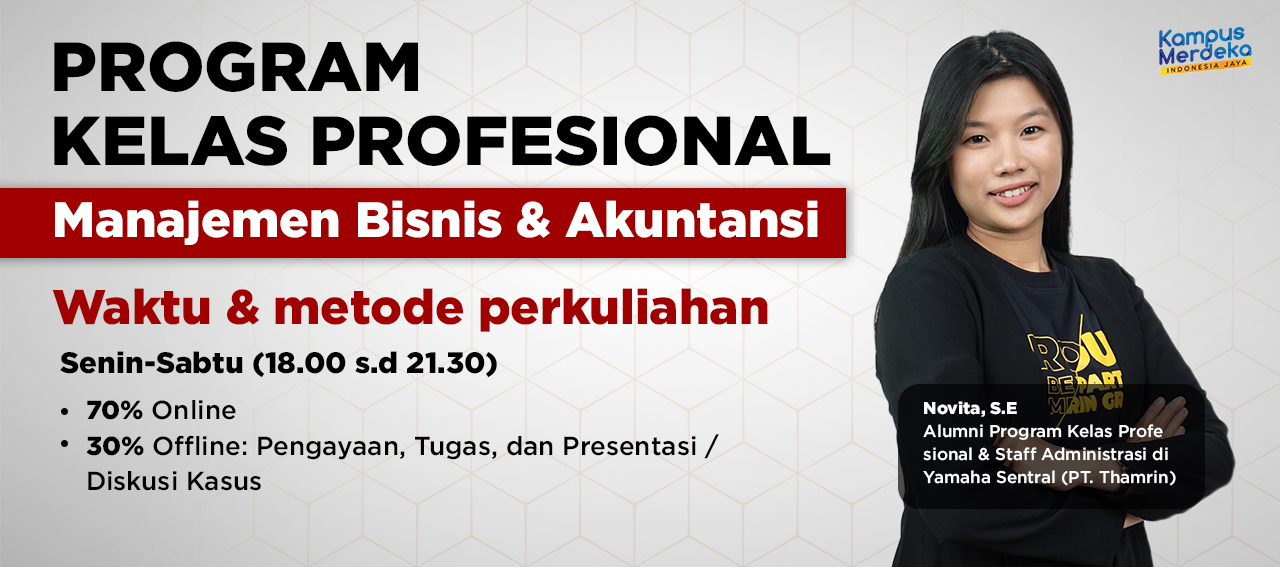 PROGRAM
KELAS PROFESIONAL
Manajemen Bisnis & Akuntansi
Waktu & metode perkuliahan
Senin-Sabtu (18.00 s.d 21.30)
• 70% Online
• 30% Offline: Pengayaan, Tugas, dan Presentasi /
Diskusi Kasus
Kampus
Merdeka
INDONESIA JAYA
Novita, S.E
Alumni Program Kelas Profe
sional & Staff Administrasi di
Yamaha Sentral (PT. Thamrin)